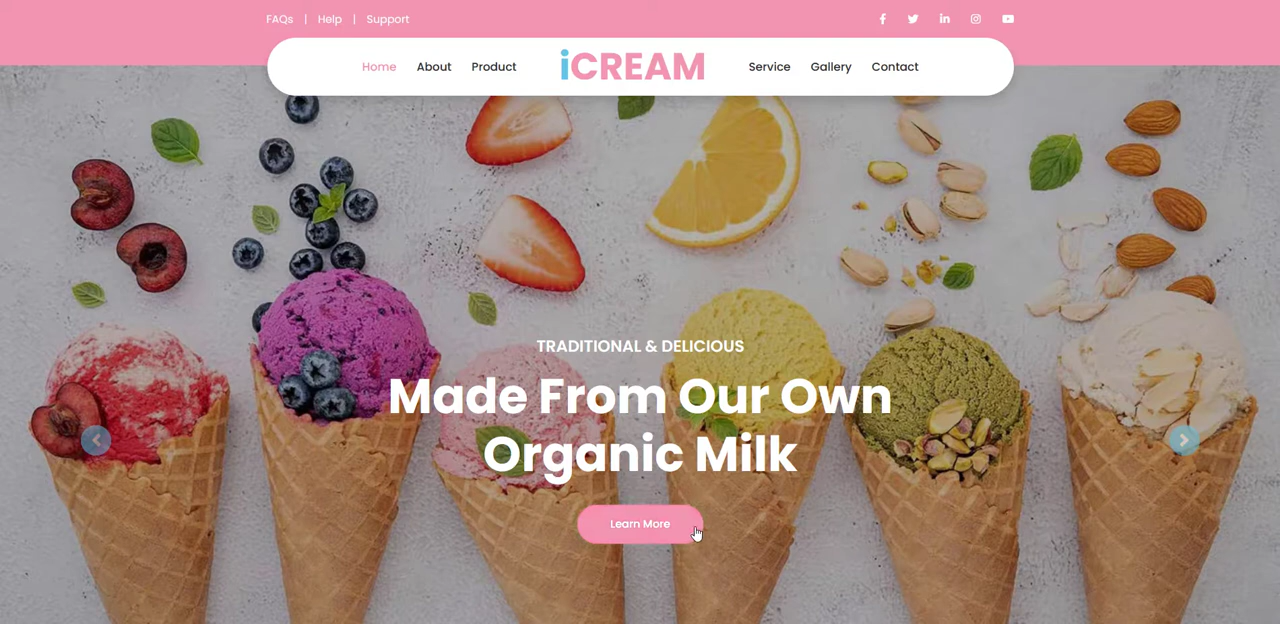 FAQs | Help | Support
Home About Product iCREAM Service Gallery Contact
TRADITIONAL & DELICIOUS
Made From Our Own
Organic Milk
Learn More